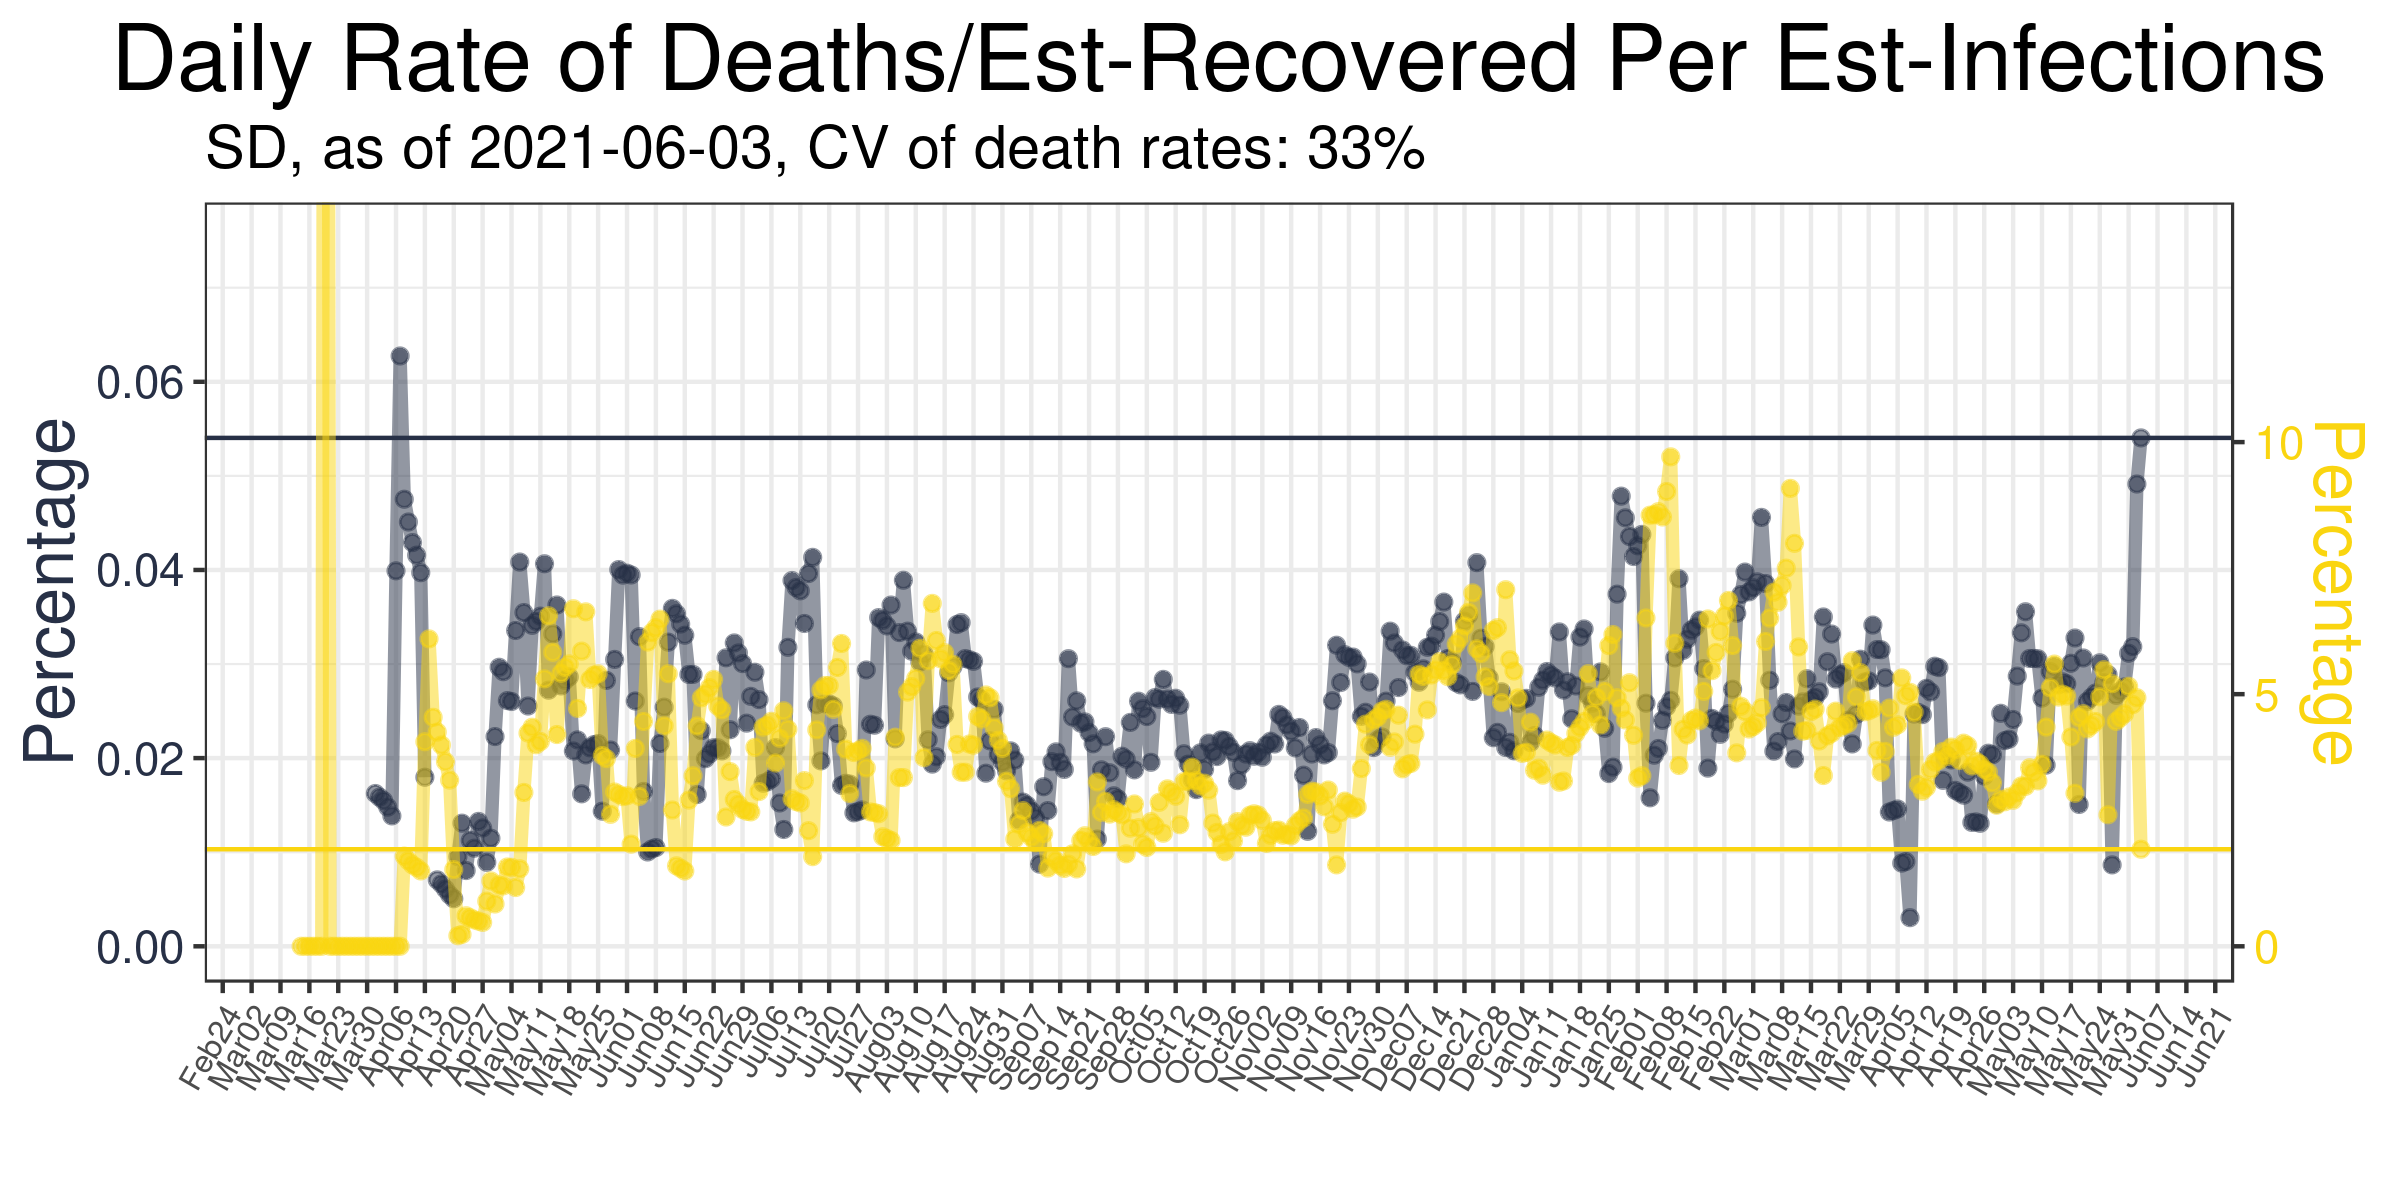 Daily Rate of Deaths/Est-Recovered Per Est-Infections
SD, as of 2021-06-03, CV of death rates: 33%
Percentage
0.06
0.04
0.02
0.00
10
5
0
Percentage
Feb24
Mar02
Mar09
Mar16
Mar23
Mar30
Apr06
Apr13
Apr20
Apr27
May04
May11
May18
May25
Jun01
Jun08
Jun15
Jun22
Jun29
Jul06
Jul13
Jul20
Jul27
Aug03
Aug10
Aug17
Aug24
Aug31
Sep07
Sep14
Sep21
Sep28
Oct05
Oct12
Oct19
Oct26
Nov02
Nov09
Nov16
Nov23
Nov30
Dec07
Dec14
Dec21
Dec28
Jan04
Jan11
Jan18
Jan25
Feb01
Feb08
Feb15
Feb22
Mar01
Mar08
Mar15
Mar22
Mar29
Apr05
Apr12
Apr19
Apr26
May03
May10
May17
May24
May31
Jun07
Jun14
Jun21